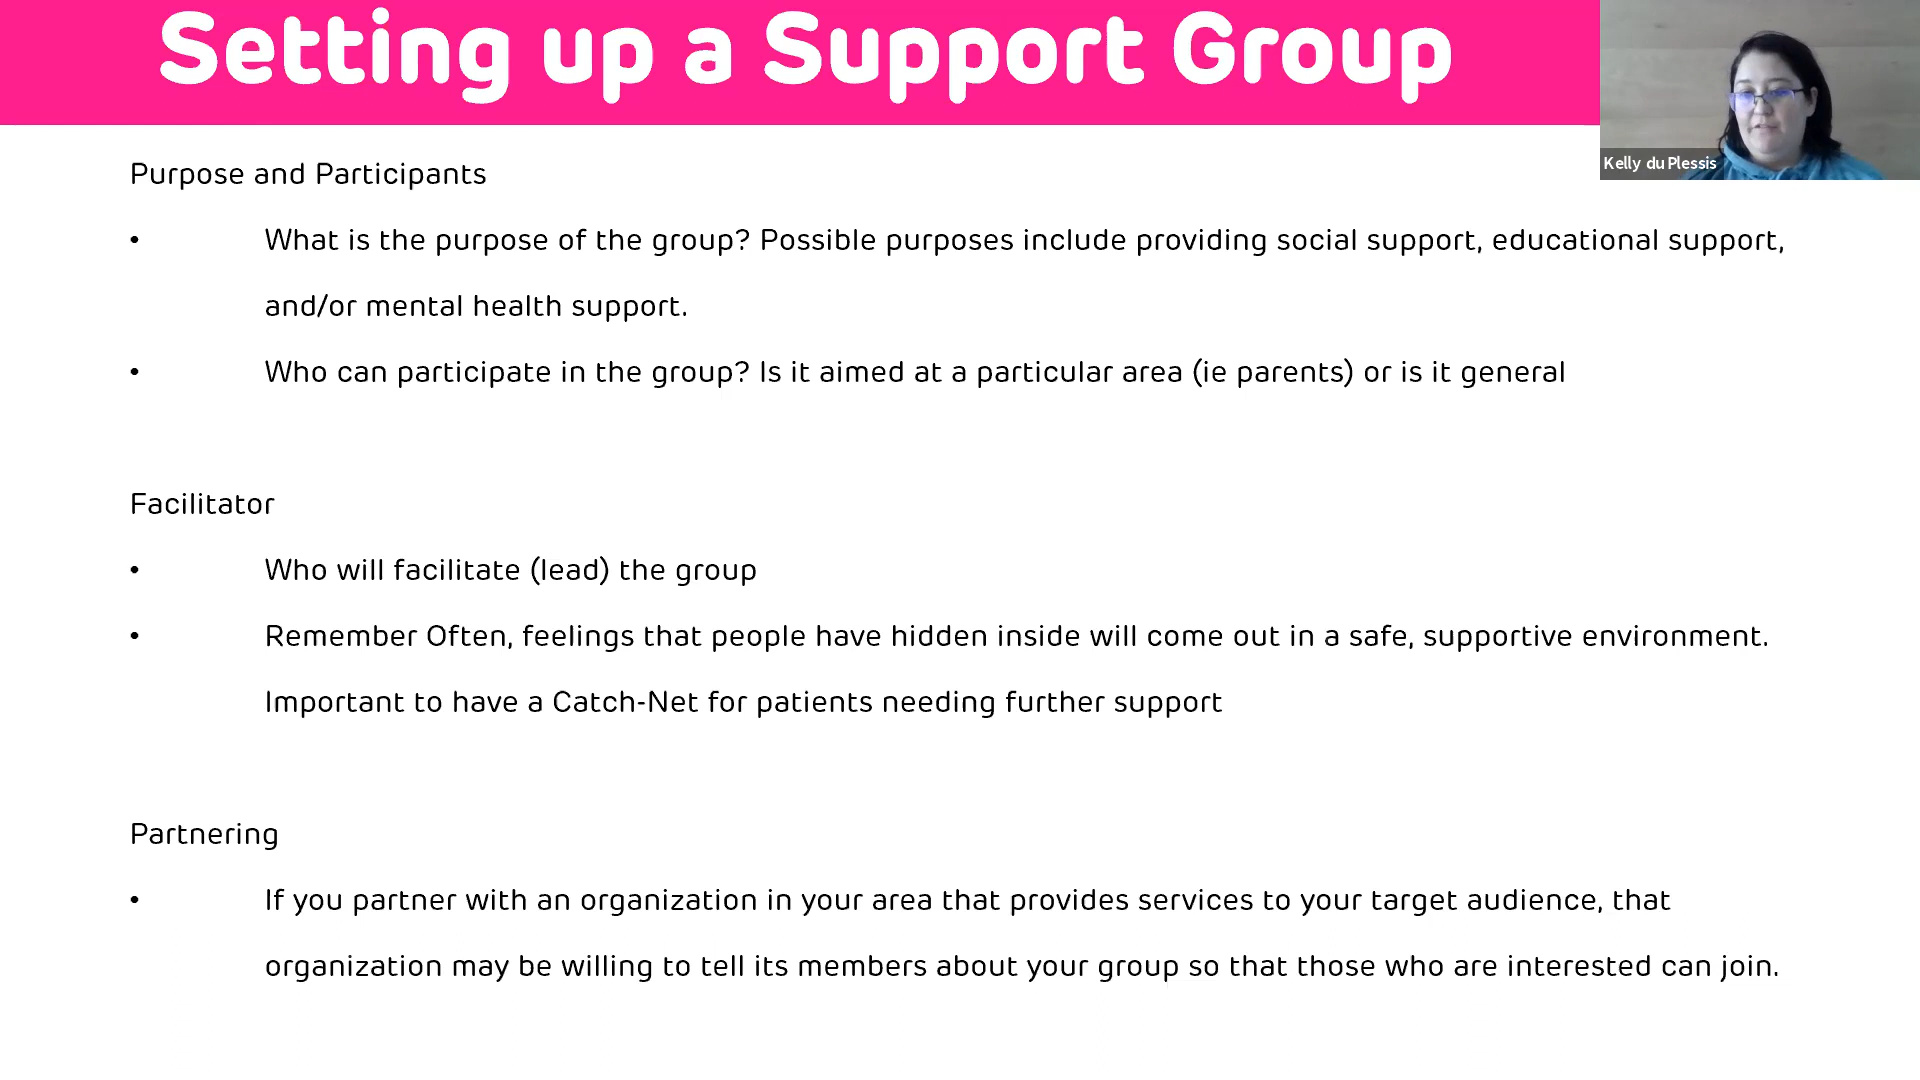 Setting up a Support Group
Kelly du Plessis
Purpose and Participants
• What is the purpose of the group? Possible purposes include providing social support, educational support,
and/or mental health support.
• Who can participate in the group? Is it aimed at a particular area (ie parents) or is it general
Facilitator
• Who will facilitate (lead) the group
• Remember Often, feelings that people have hidden inside will come out in a safe, supportive environment.
Important to have a Catch-Net for patients needing further support
Partnering
• If you partner with an organization in your area that provides services to your target audience, that
organization may be willing to tell its members about your group so that those who are interested can join.